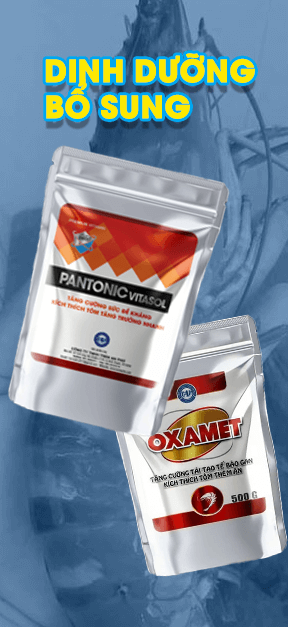 DINH DƯỠNG
BỔ SUNG
PANTONIC VITASOL
TĂNG CƯỜNG SỨC ĐỀ KHÁNG
KÍCH THÍCH TÔM TĂNG TRƯỞNG NHANH
OXAMET
TĂNG CƯỜNG TÁI TẠO TẾ BÀO GAN
KÍCH THÍCH TÔM THÈM ĂN
500 G